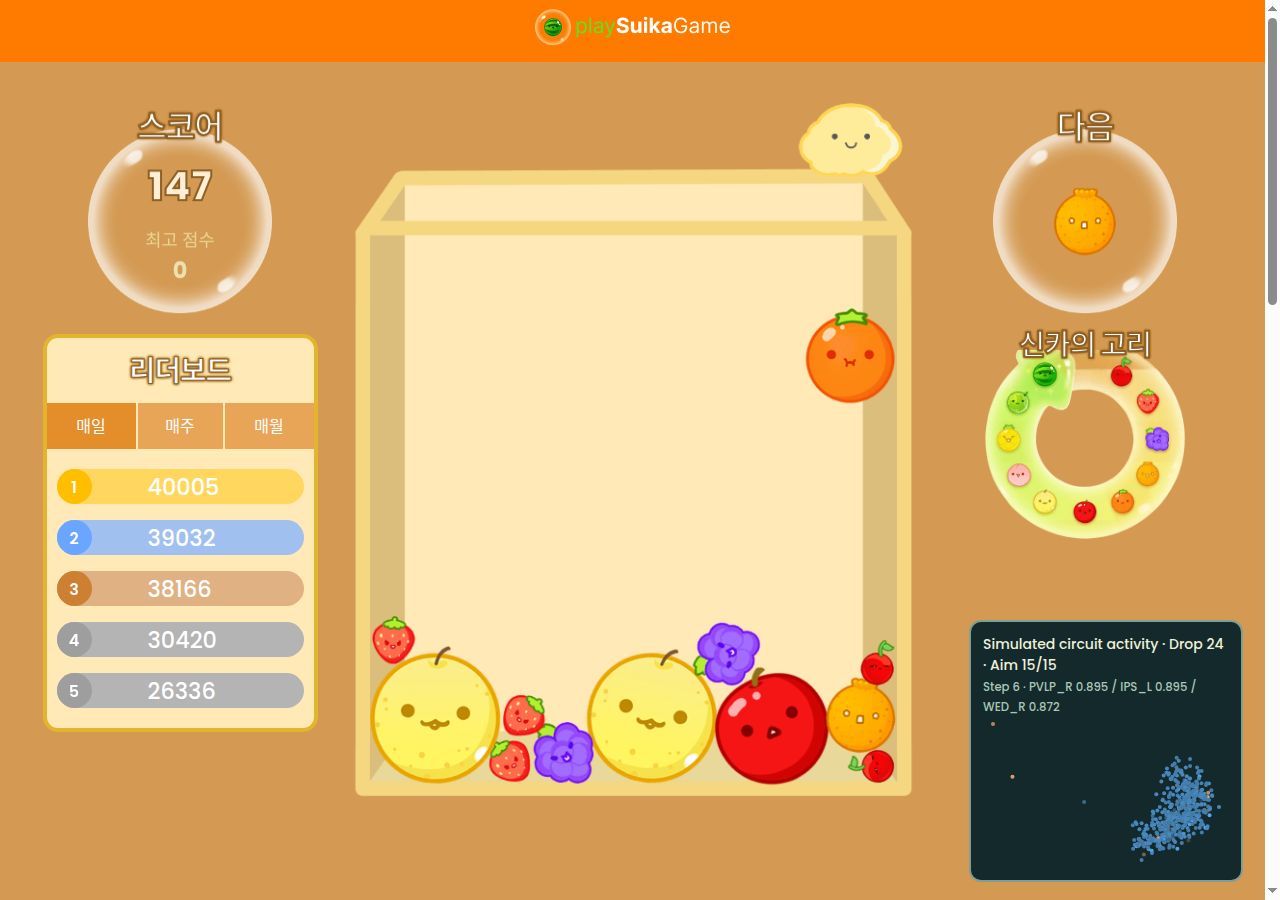 playSuikaGame
스코어
147
최고 점수
0
다음
신카의 고리
리더보드
매일 매주 매월
1 40005
2 39032
3 38166
4 30420
5 26336
Simulated circuit activity · Drop 24
· Aim 15/15
Step 6 · PVLP_R 0.895 / IPS_L 0.895 /
WED_R 0.872